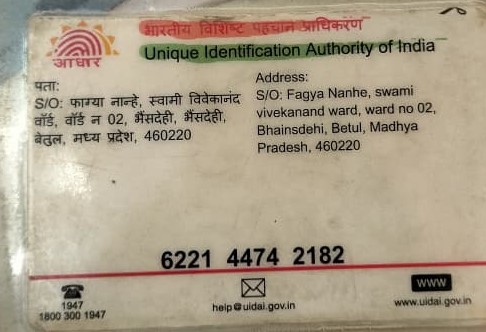 भारतीय विशिष्ट पहचान प्राधिकरण
Unique Identification Authority of India
आधार
पता:
S/O: फाग्या नान्हे, स्वामी विवेकानंद
वॉर्ड, वॉर्ड न 02, भैंसदेही, भैंसदेही,
बेतुल, मध्य प्रदेश, 460220
Address:
S/O: Fagya Nanhe, swami
vivekanand ward, ward no 02,
Bhainsdehi, Betul, Madhya
Pradesh, 460220
6221 4474 2182
1947
1800 300 1947
help@uidai.gov.in
www
www.uidai.gov.in